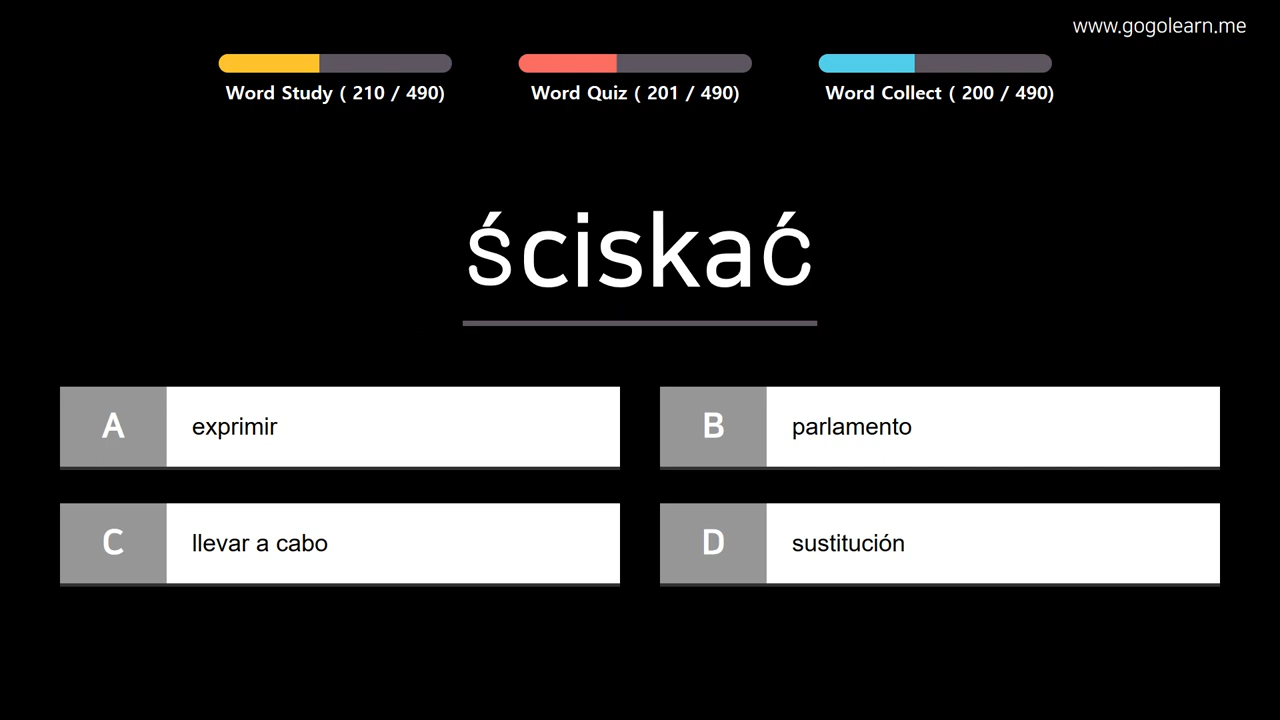 www.gogolearn.me
Word Study ( 210 / 490)
Word Quiz ( 201 / 490)
Word Collect ( 200 / 490)
ściskać
A exprimir
B parlamento
C llevar a cabo
D sustitución